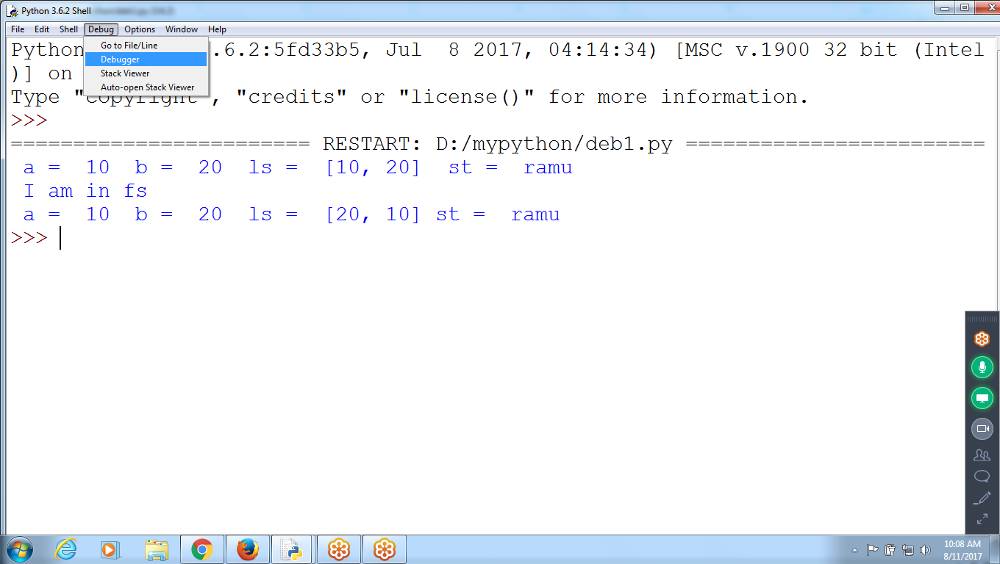 Python 3.6.2 Shell
File Edit Shell Debug Options Window Help
Go to File/Line
Debugger
Stack Viewer
Auto-open Stack Viewer
Python .6.2:5fd33b5, Jul  8 2017, 04:14:34) [MSC v.1900 32 bit (Intel
)] on
Type "copyright", "credits" or "license()" for more information.
>>>
======================== RESTART: D:/mypython/deb1.py ========================
a =  10  b =  20  ls =  [10, 20]  st =  ramu
I am in fs
a =  10  b =  20  ls =  [20, 10] st =  ramu
>>>
10:08 AM
8/11/2017